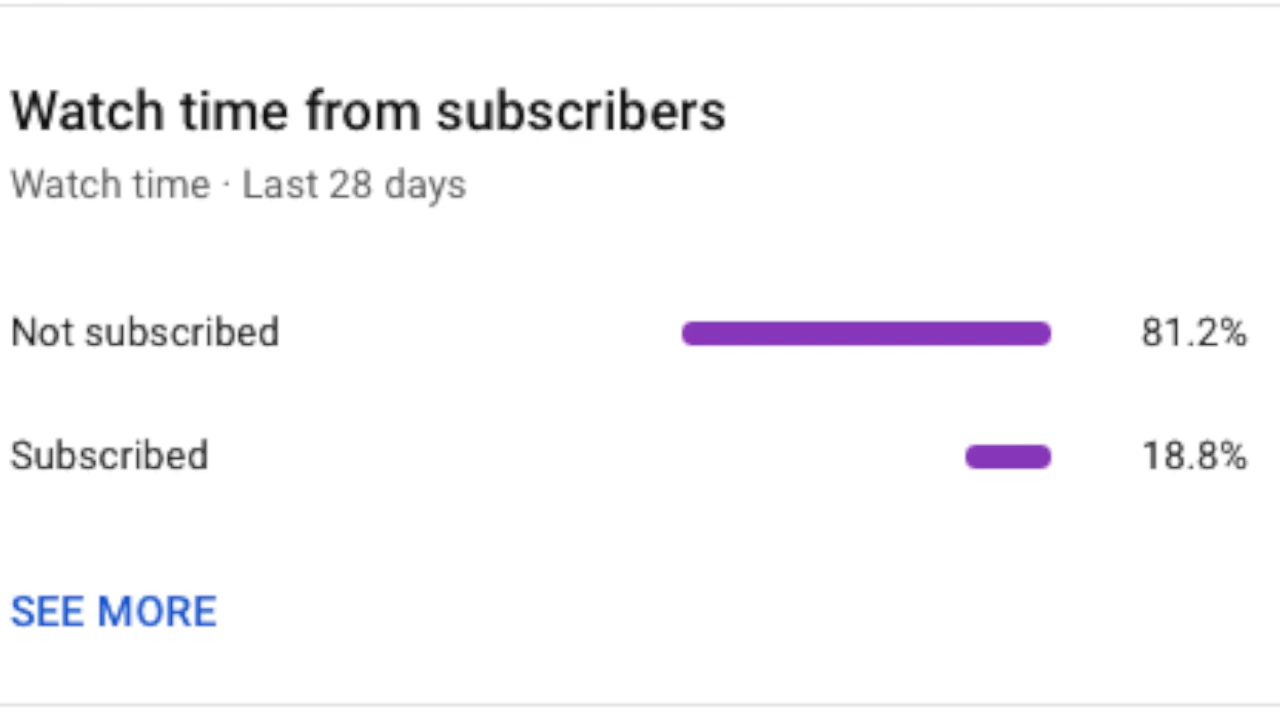 Watch time from subscribers
Watch time · Last 28 days
Not subscribed 81.2%
Subscribed 18.8%
SEE MORE